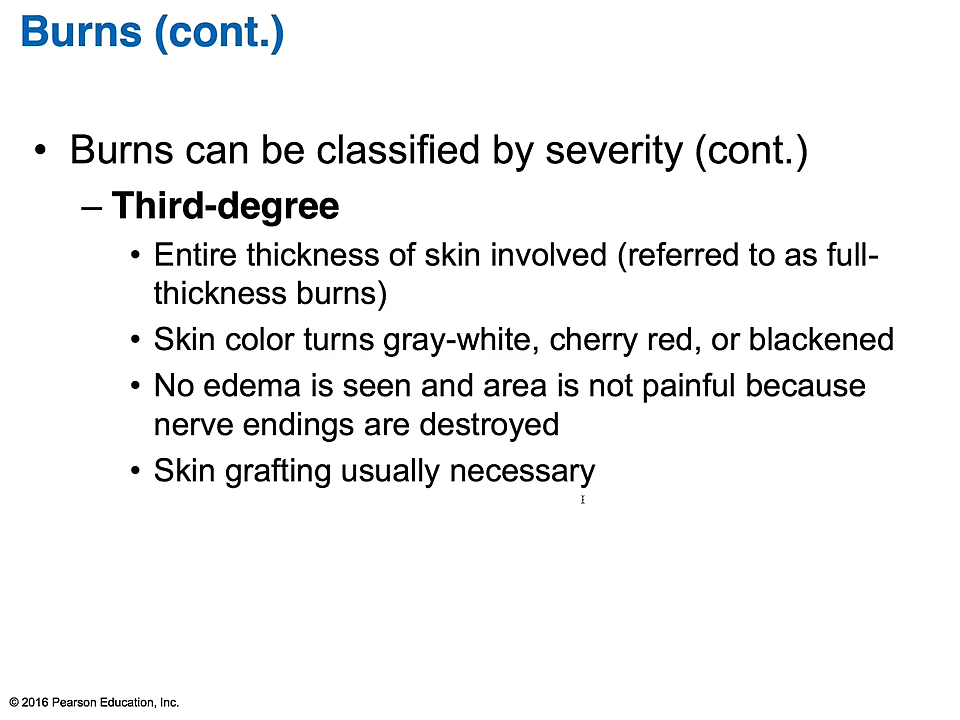 Burns (cont.)
• Burns can be classified by severity (cont.)
– Third-degree
• Entire thickness of skin involved (referred to as full-
thickness burns)
• Skin color turns gray-white, cherry red, or blackened
• No edema is seen and area is not painful because
nerve endings are destroyed
• Skin grafting usually necessary
© 2016 Pearson Education, Inc.